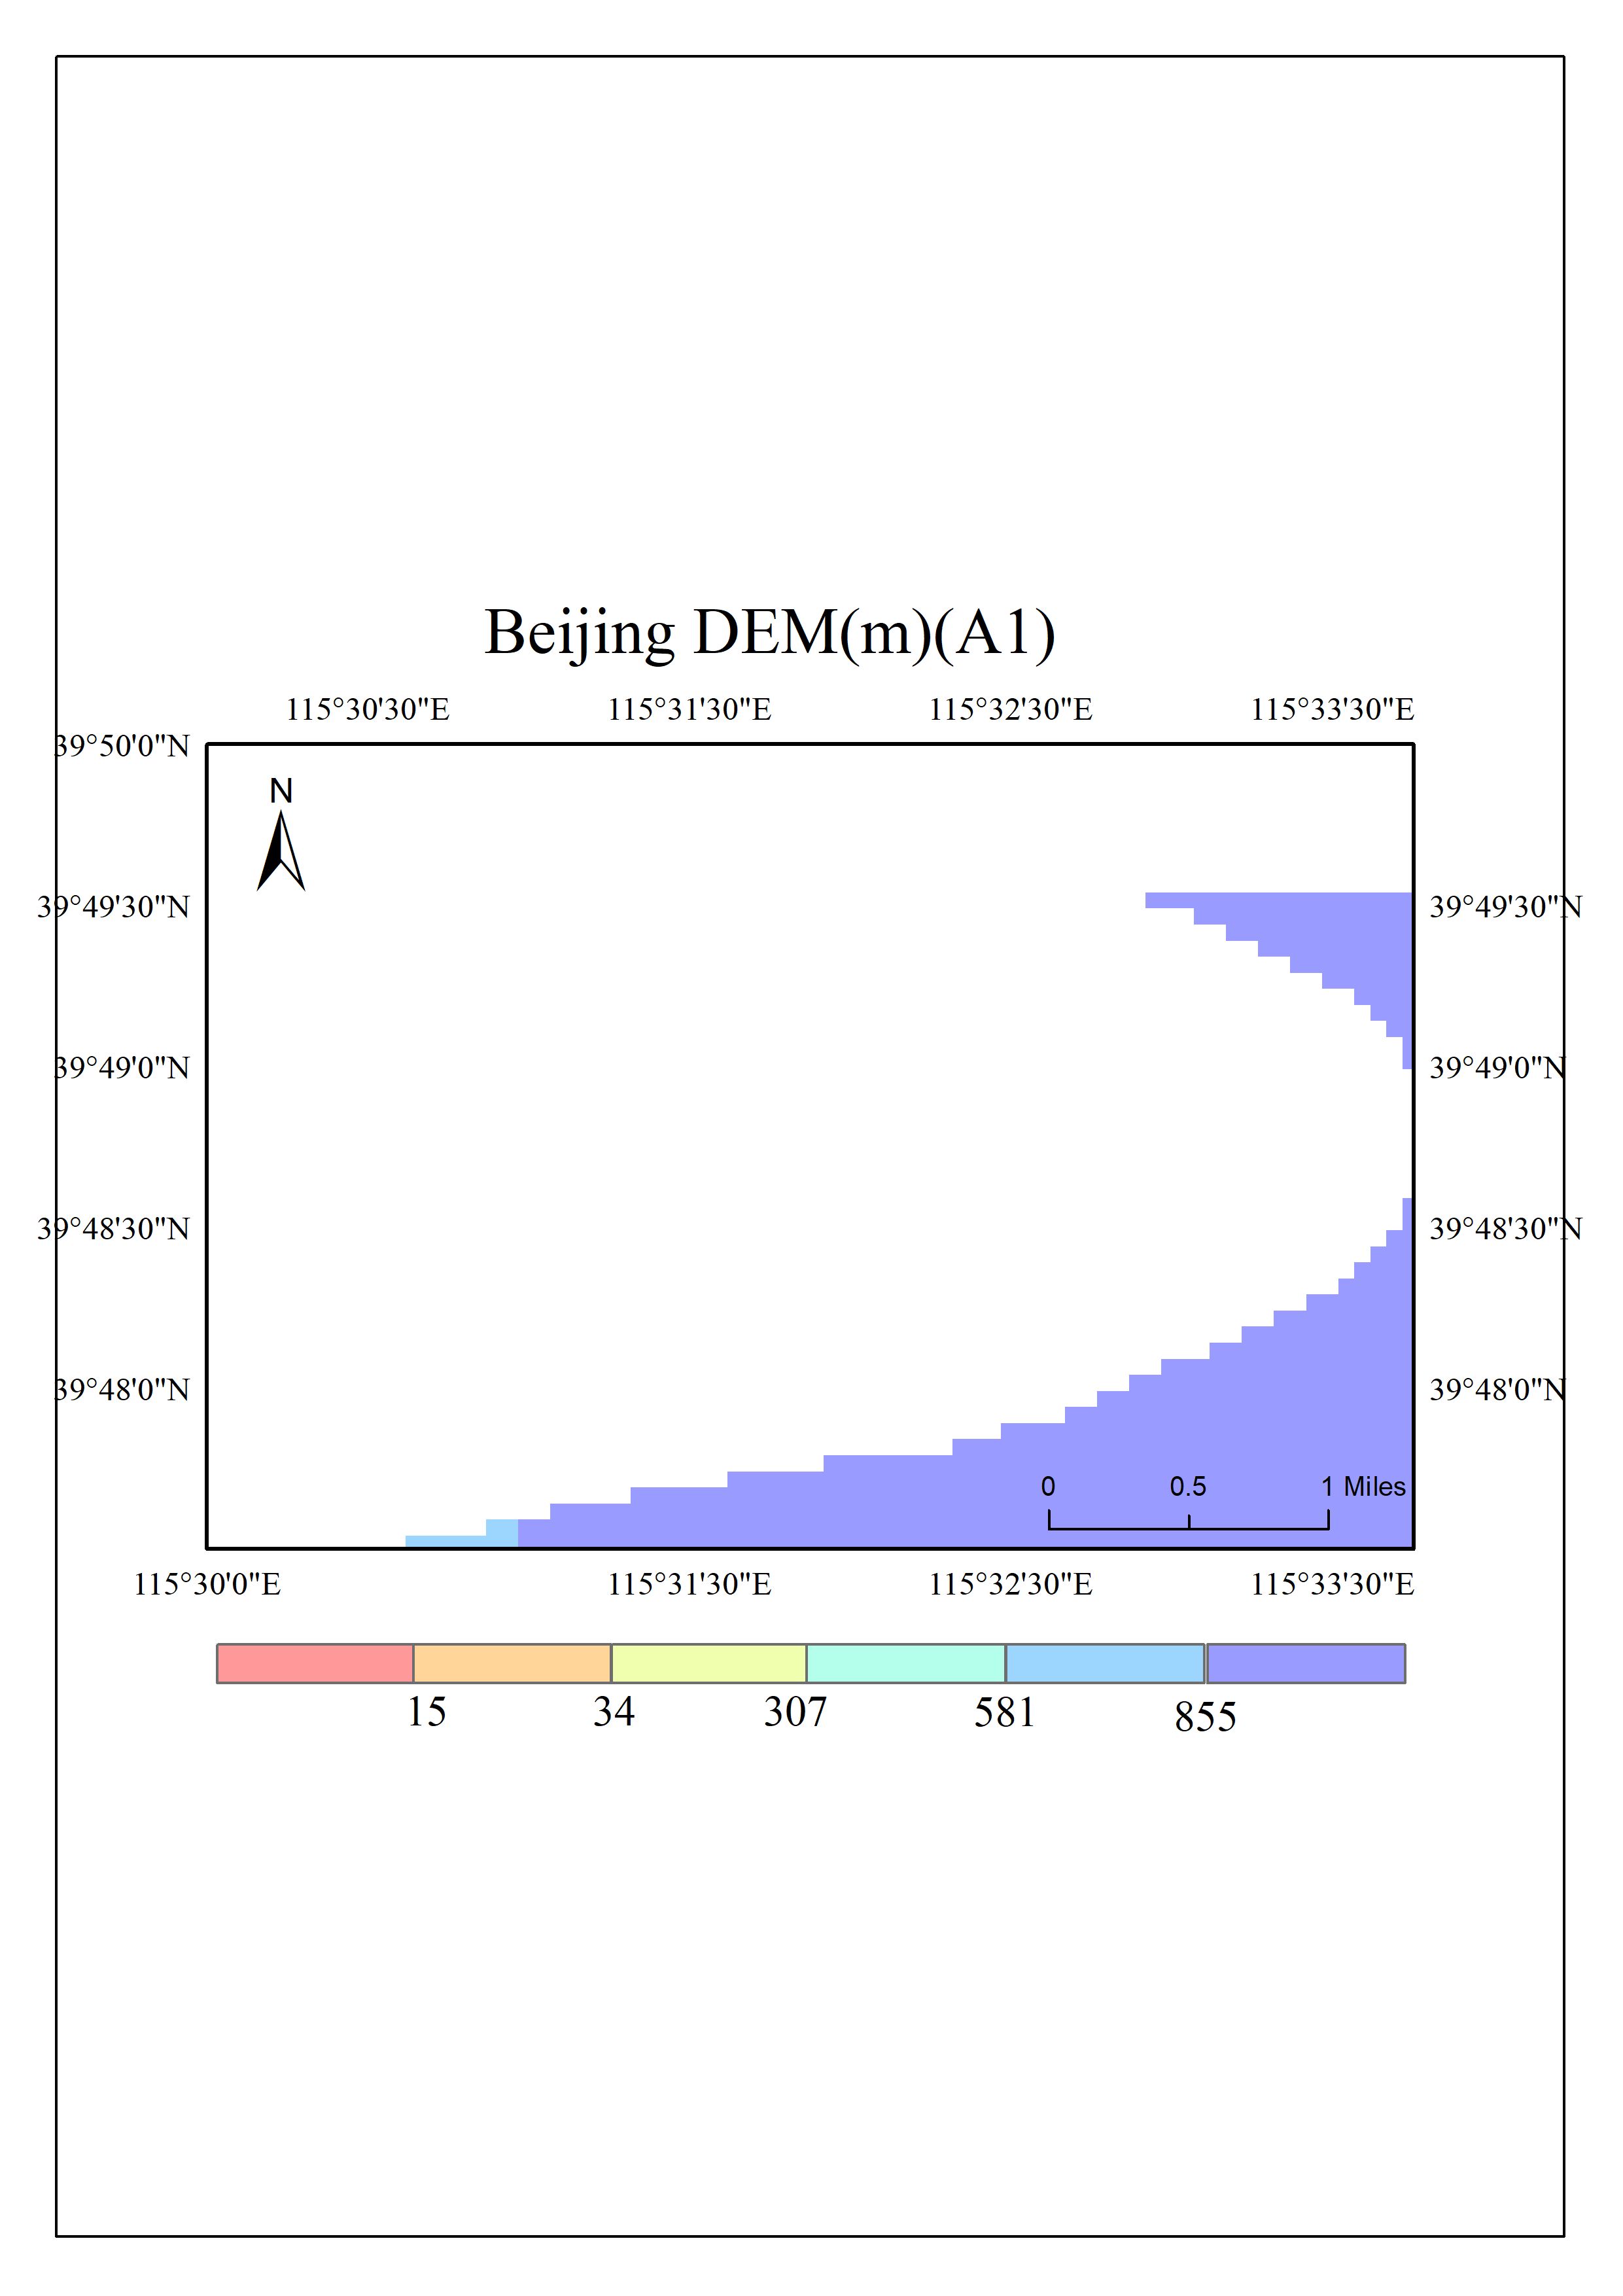 Beijing DEM(m)(A1)
115°30'30"E 115°31'30"E 115°32'30"E 115°33'30"E
39°50'0"N
N
39°49'30"N 39°49'30"N
39°49'0"N 39°49'0"N
39°48'30"N 39°48'30"N
39°48'0"N 39°48'0"N
0 0.5 1 Miles
115°30'0"E 115°31'30"E 115°32'30"E 115°33'30"E
15 34 307 581 855